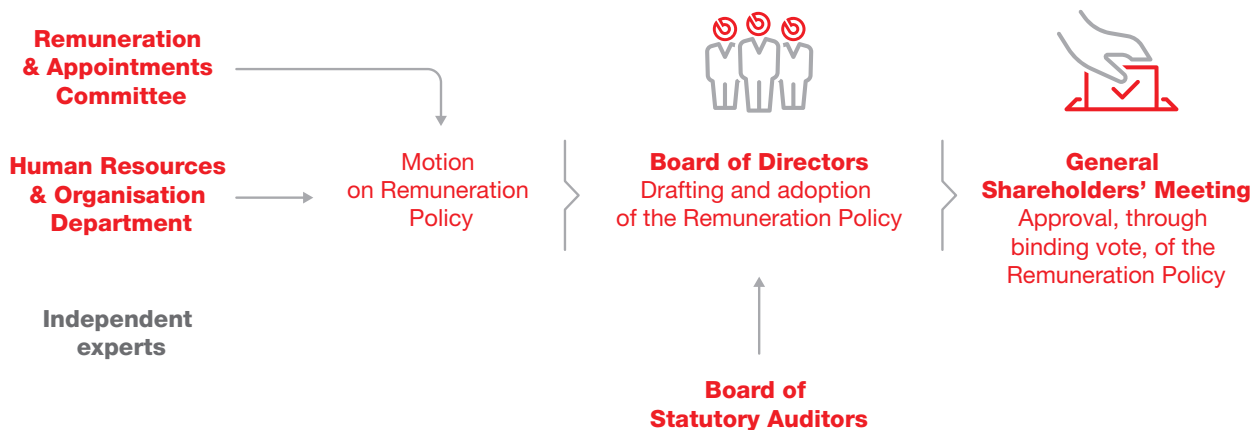 Remuneration
& Appointments
Committee
Human Resources
& Organisation
Department
Independent
experts
Motion
on Remuneration
Policy
Board of Directors
Drafting and adoption
of the Remuneration Policy
Board of
Statutory Auditors
General
Shareholders’ Meeting
Approval, through
binding vote, of the
Remuneration Policy